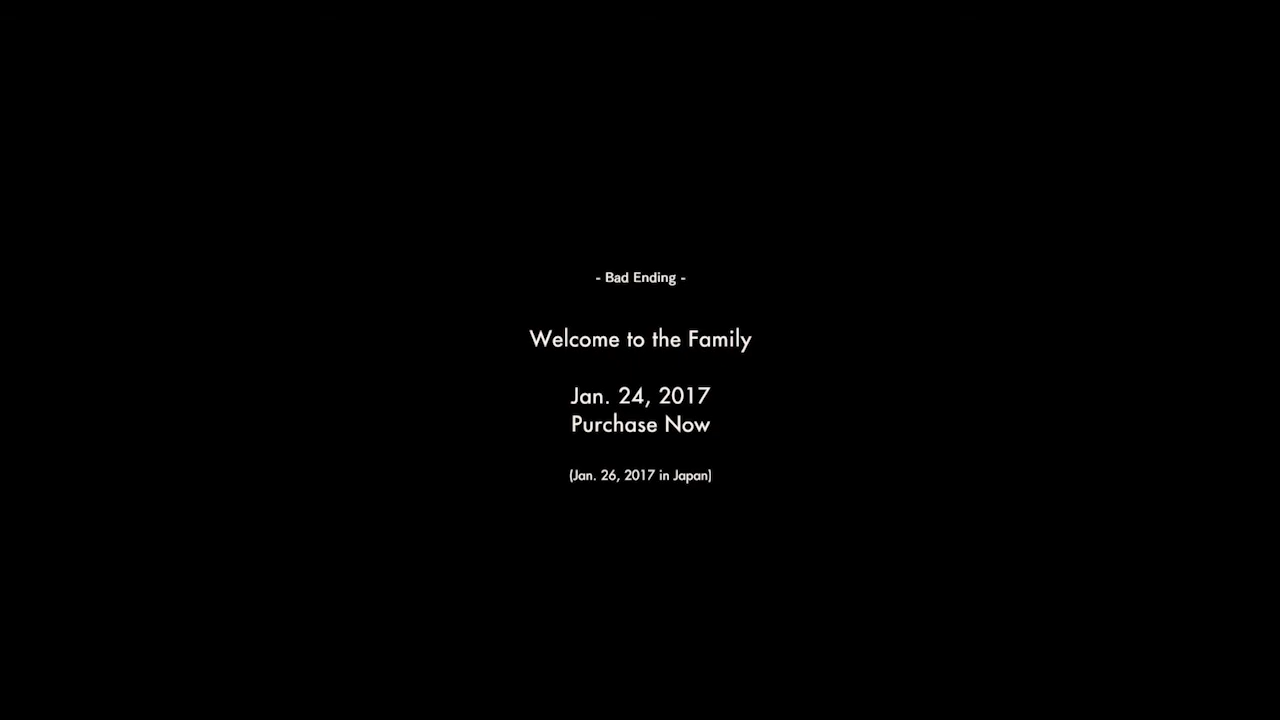 - Bad Ending -
Welcome to the Family
Jan. 24, 2017
Purchase Now
(Jan. 26, 2017 in Japan)